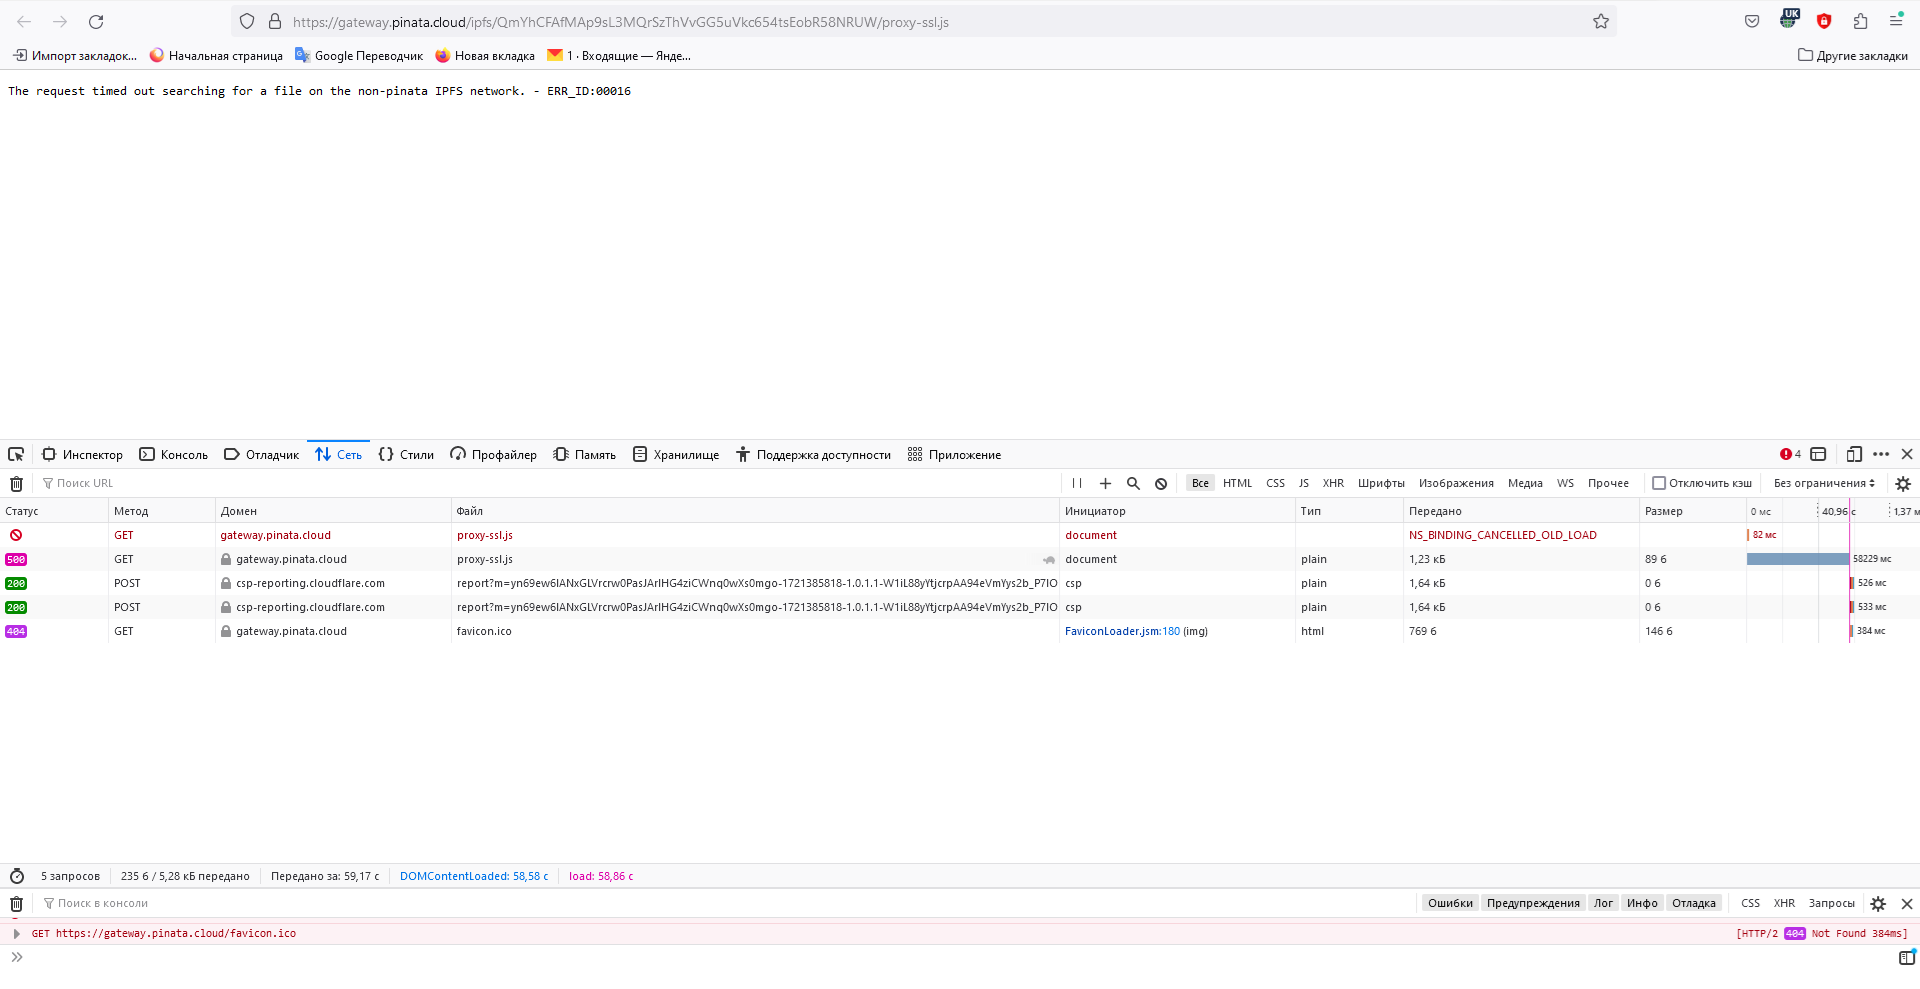 https://gateway.pinata.cloud/ipfs/QmYhCFAfMAp9sL3MQrSzThVvGG5uVkc654tsEobR58NRUW/proxy-ssl.js
UK
Импорт закладок... Начальная страница Google Переводчик Новая вкладка 1 · Входящие — Янде... Другие закладки
The request timed out searching for a file on the non-pinata IPFS network. - ERR_ID:00016
Инспектор Консоль Отладчик Сеть Стили Профайлер Память Хранилище Поддержка доступности Приложение 4
Поиск URL Все HTML CSS JS XHR Шрифты Изображения Медиа WS Прочее Отключить кэш Без ограничения
Статус Метод Домен Файл Инициатор Тип Передано Размер 0 мс 40,96 с 1,37 м
GET gateway.pinata.cloud proxy-ssl.js document NS_BINDING_CANCELLED_OLD_LOAD 82 мс
500 GET gateway.pinata.cloud proxy-ssl.js document plain 1,23 кБ 89 б 58229 мс
200 POST csp-reporting.cloudflare.com report?m=yn69ew6IANxGLVrcrw0PasJArIHG4ziCWnq0wXs0mgo-1721385818-1.0.1.1-W1iL88yYtjcrpAA94eVmYys2b_P7IO csp plain 1,64 кБ 0 б 526 мс
200 POST csp-reporting.cloudflare.com report?m=yn69ew6IANxGLVrcrw0PasJArIHG4ziCWnq0wXs0mgo-1721385818-1.0.1.1-W1iL88yYtjcrpAA94eVmYys2b_P7IO csp plain 1,64 кБ 0 б 533 мс
404 GET gateway.pinata.cloud favicon.ico FaviconLoader.jsm:180 (img) html 769 б 146 б 384 мс
5 запросов 235 б / 5,28 кБ передано Передано за: 59,17 с DOMContentLoaded: 58,58 с load: 58,86 с
Поиск в консоли Ошибки Предупреждения Лог Инфо Отладка CSS XHR Запросы
GET https://gateway.pinata.cloud/favicon.ico [HTTP/2 404 Not Found 384ms]